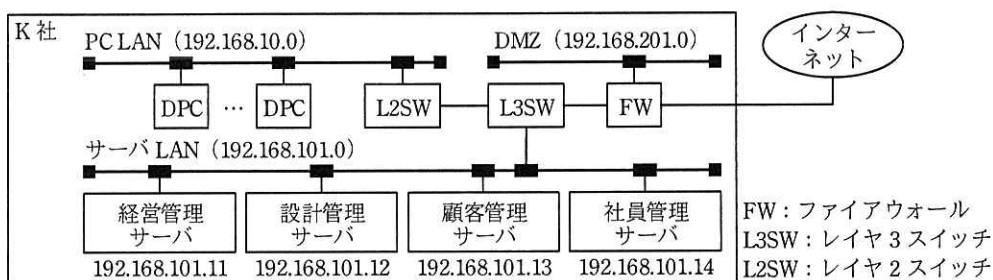 K社
PC LAN（192.168.10.0）
DMZ（192.168.201.0）
インター
ネット
DPC … DPC
L2SW
L3SW
FW
サーバLAN（192.168.101.0）
経営管理
サーバ
設計管理
サーバ
顧客管理
サーバ
社員管理
サーバ
192.168.101.11
192.168.101.12
192.168.101.13
192.168.101.14
FW：ファイアウォール
L3SW：レイヤ3スイッチ
L2SW：レイヤ2スイッチ